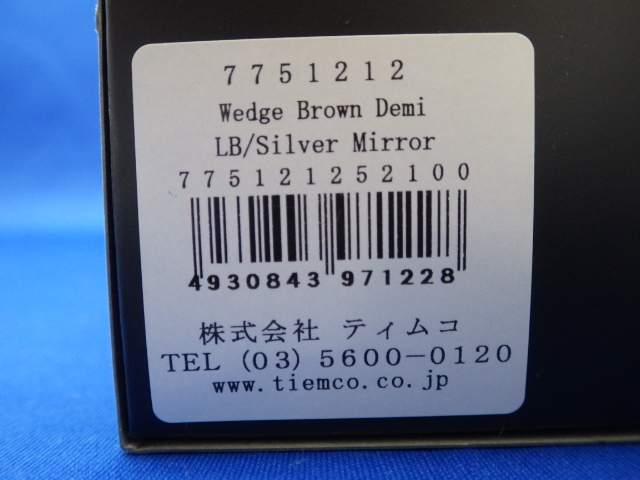 7751212
Wedge Brown Demi
LB/Silver Mirror
775121252100
4930843 971228
株式会社 ティムコ
TEL (03) 5600-0120
www.tiemco.co.jp